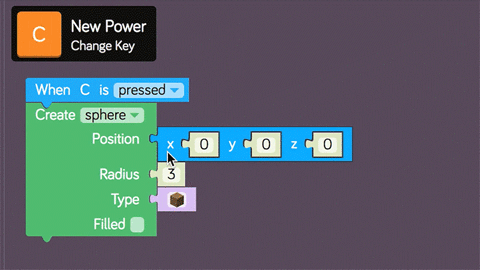 C New Power
Change Key
When C is pressed
Create sphere
Position x 0 y 0 z 0
Radius 3
Type
Filled